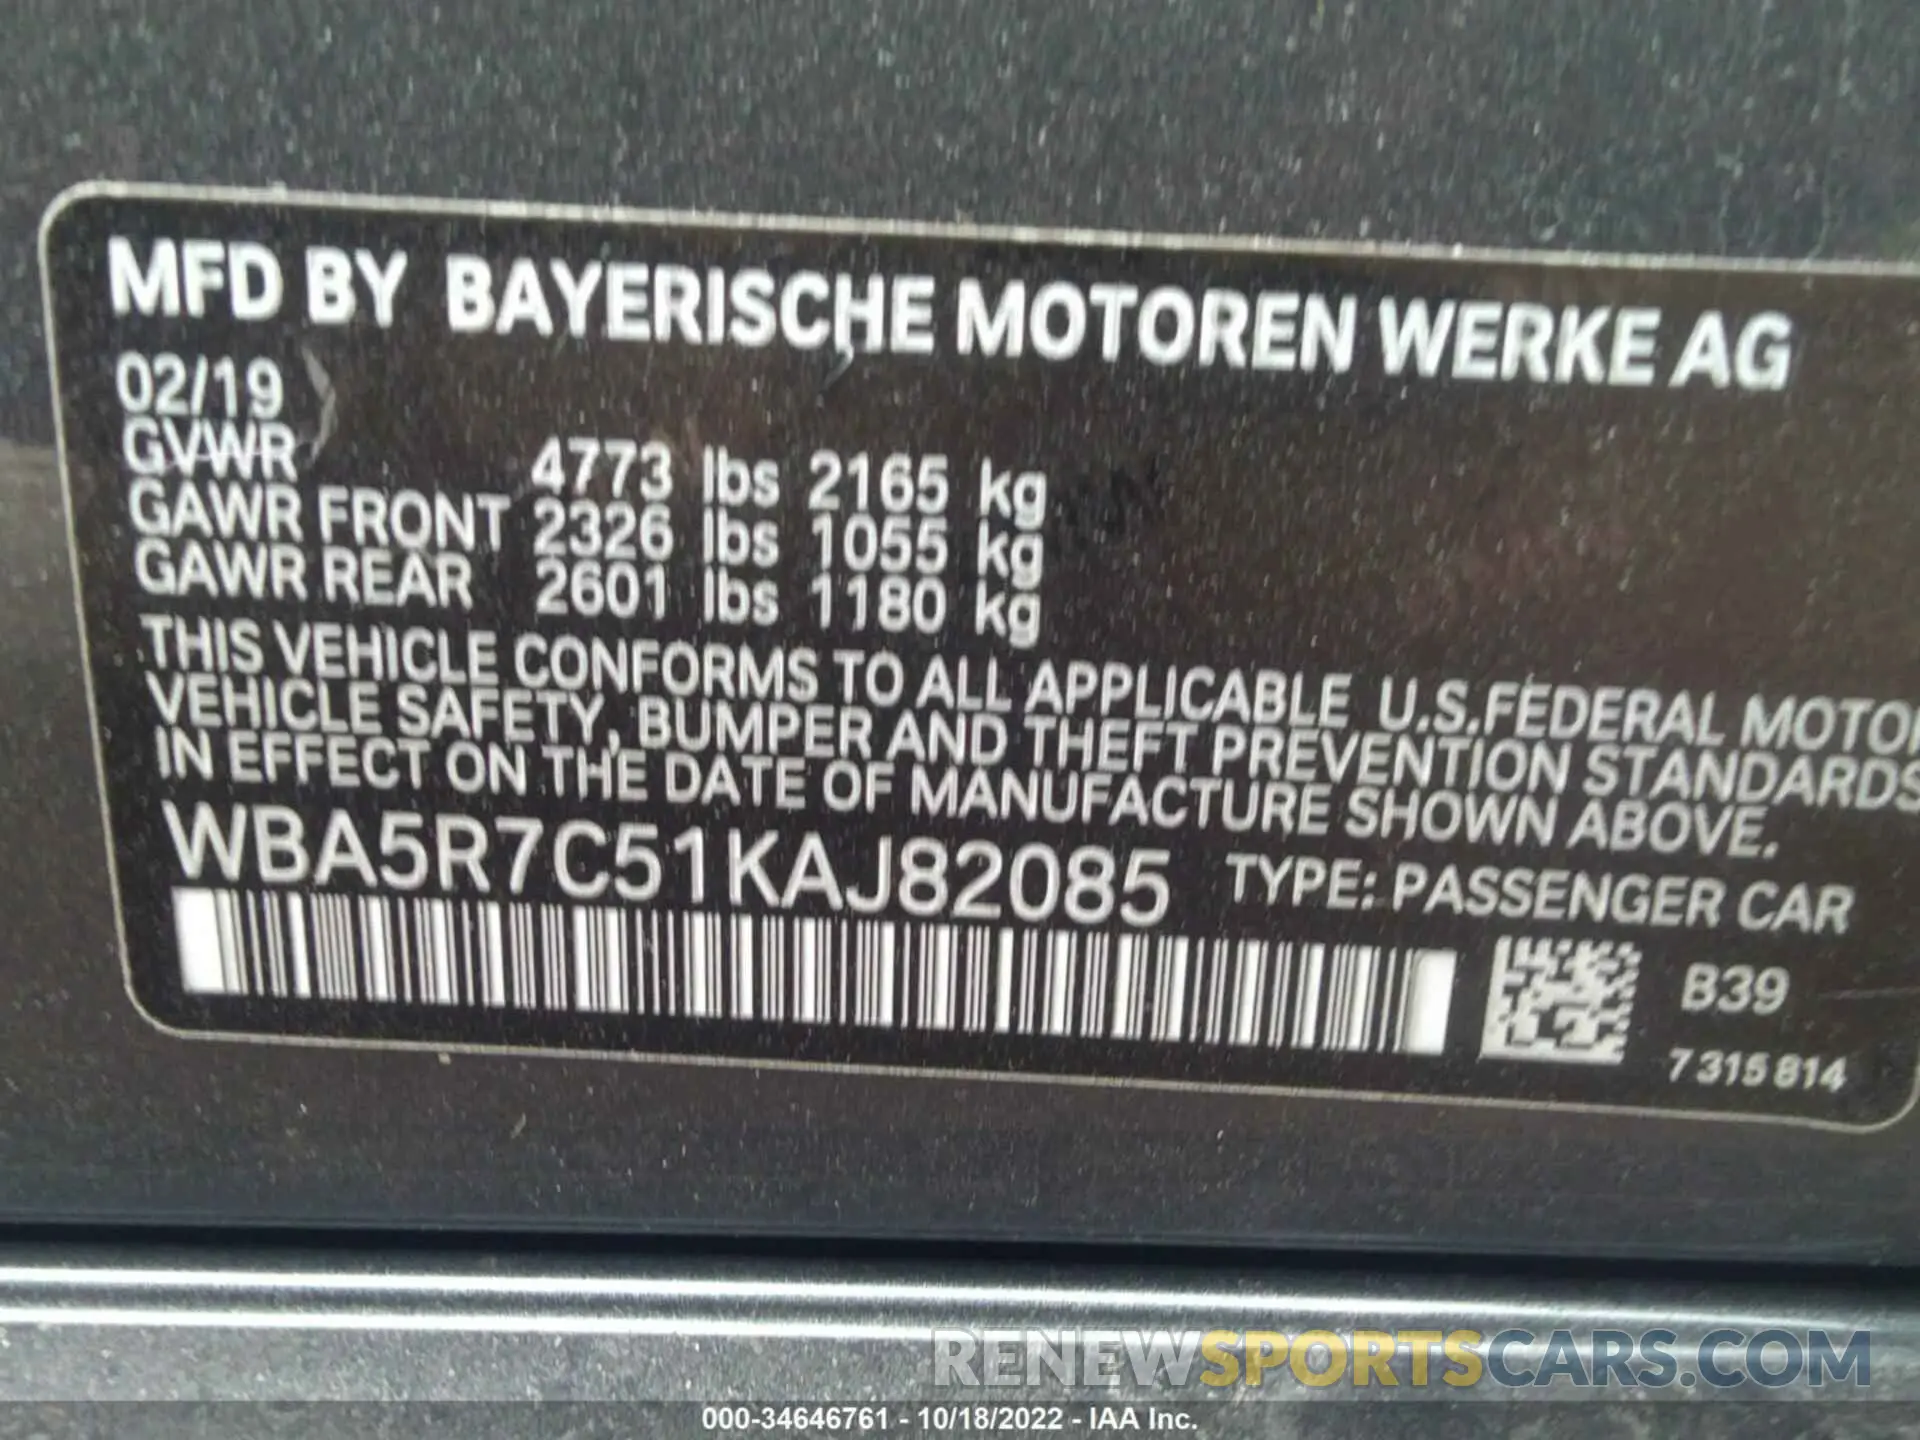 MFD BY BAYERISCHE MOTOREN WERKE AG
02/19
GVWR 4773 lbs 2165 kg
GAWR FRONT 2326 lbs 1055 kg
GAWR REAR 2601 lbs 1180 kg
THIS VEHICLE CONFORMS TO ALL APPLICABLE U.S.FEDERAL MOTO
VEHICLE SAFETY, BUMPER AND THEFT PREVENTION STANDARDS
IN EFFECT ON THE DATE OF MANUFACTURE SHOWN ABOVE.
WBA5R7C51KAJ82085 TYPE: PASSENGER CAR
B39
7 315 814
RENEWSPORTSCARS.COM
000-34646761 - 10/18/2022 - IAA Inc.